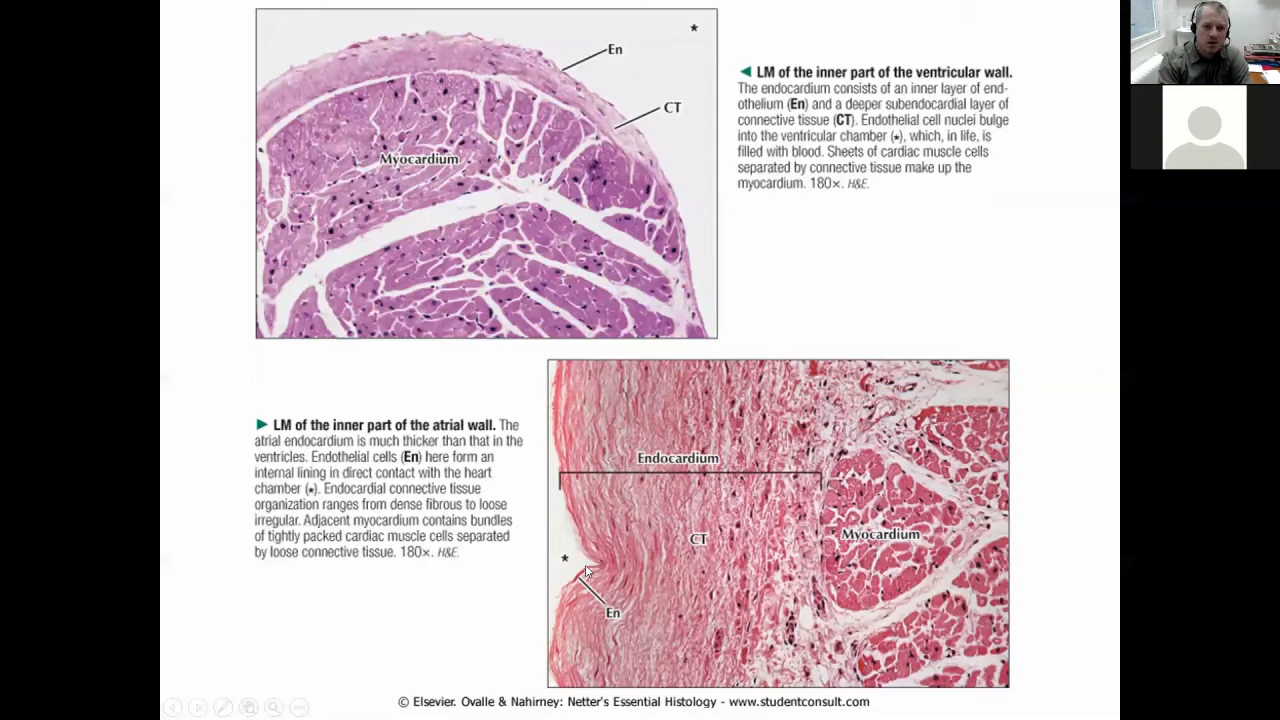 *
En
CT
Myocardium
◄ LM of the inner part of the ventricular wall.
The endocardium consists of an inner layer of end-
othelium (En) and a deeper subendocardial layer of
connective tissue (CT). Endothelial cell nuclei bulge
into the ventricular chamber (*), which, in life, is
filled with blood. Sheets of cardiac muscle cells
separated by connective tissue make up the
myocardium. 180×. H&E.
► LM of the inner part of the atrial wall. The
atrial endocardium is much thicker than that in the
ventricles. Endothelial cells (En) here form an
internal lining in direct contact with the heart
chamber (*). Endocardial connective tissue
organization ranges from dense fibrous to loose
irregular. Adjacent myocardium contains bundles
of tightly packed cardiac muscle cells separated
by loose connective tissue. 180×. H&E.
Endocardium
CT
Myocardium
*
En
© Elsevier. Ovalle & Nahirney: Netter's Essential Histology - www.studentconsult.com